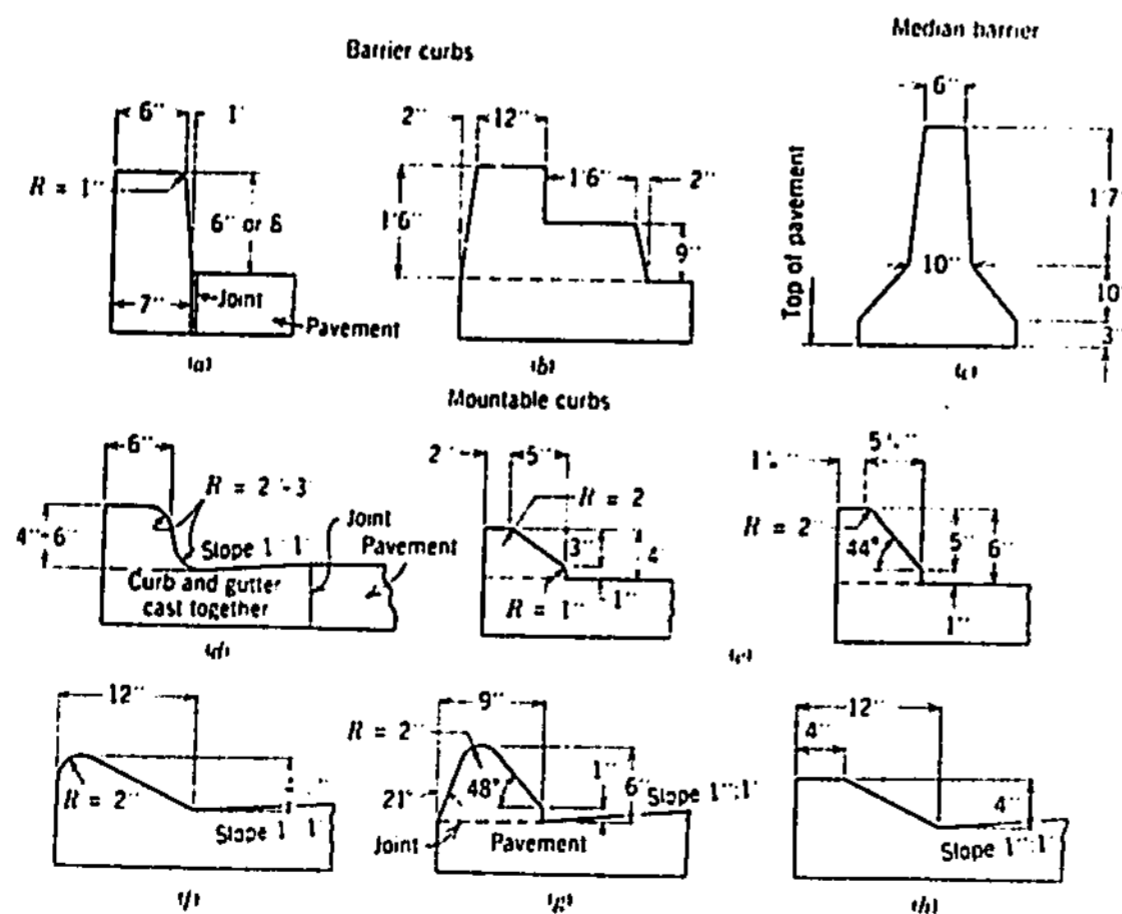 Median barrier
Barrier curbs
6"
6" 1'
2" 12"
R = 1"
6" or 8
1'6"
1'6" 2"
9"
Top of pavement
1'7"
10"
10"
3"
7"
Joint
Pavement
(a)
(b)
(c)
Mountable curbs
6"
R = 2"-3"
4"-6"
Slope 1" 1'
Joint
Pavement
Curb and gutter
cast together
(d)
2" 5"
R = 2
3" 4"
R = 1" 1"
R = 2"
44°
5" 6"
1"
(e)
12"
R = 2"
Slope 1 1'
(f)
9"
R = 2"
21°
48°
1"
6"
Slope 1":1'
Joint
Pavement
(g)
12"
4"
4"
Slope 1":1'
(h)